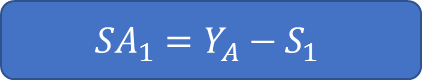 SA₁ = Y_A − S₁